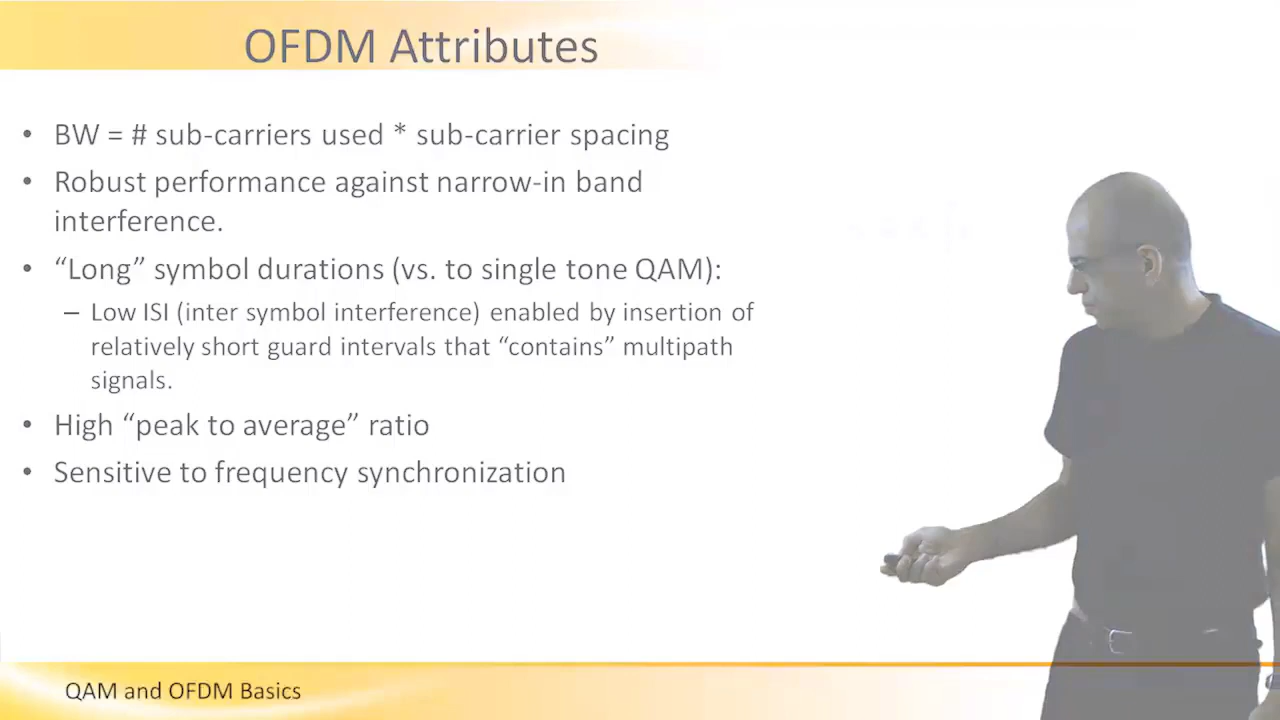 OFDM Attributes
• BW = # sub-carriers used * sub-carrier spacing
• Robust performance against narrow-in band
interference.
• “Long” symbol durations (vs. to single tone QAM):
– Low ISI (inter symbol interference) enabled by insertion of
relatively short guard intervals that “contains” multipath
signals.
• High “peak to average” ratio
• Sensitive to frequency synchronization
QAM and OFDM Basics